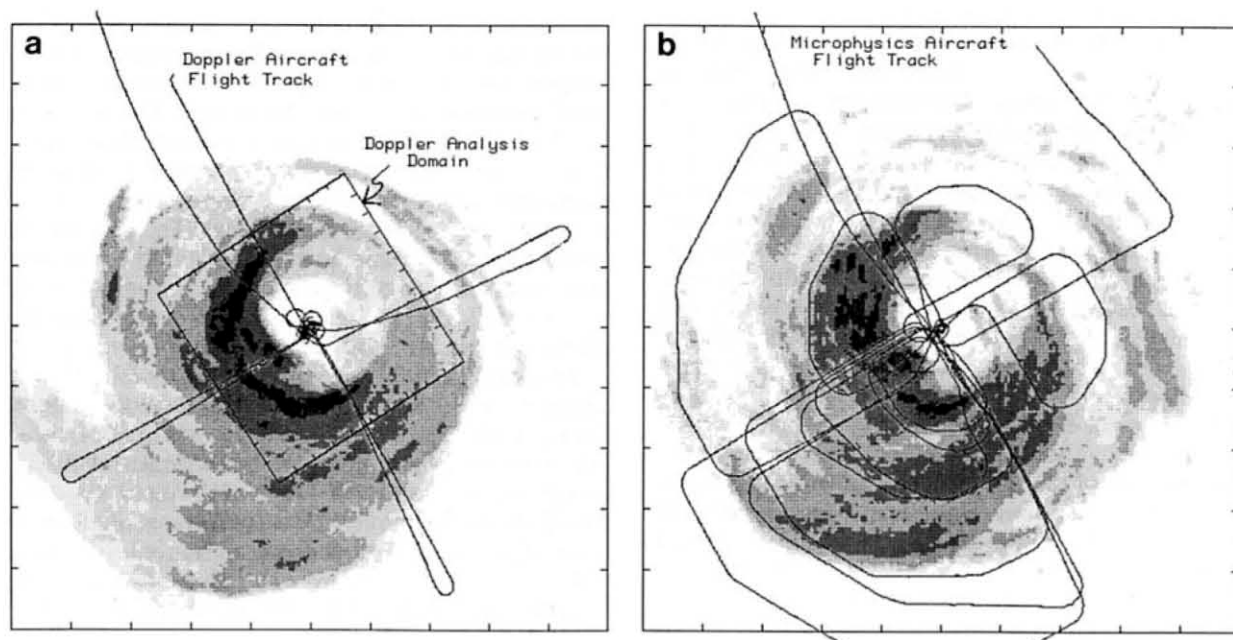 a
Doppler Aircraft
Flight Track
Doppler Analysis
Domain
b
Microphysics Aircraft
Flight Track